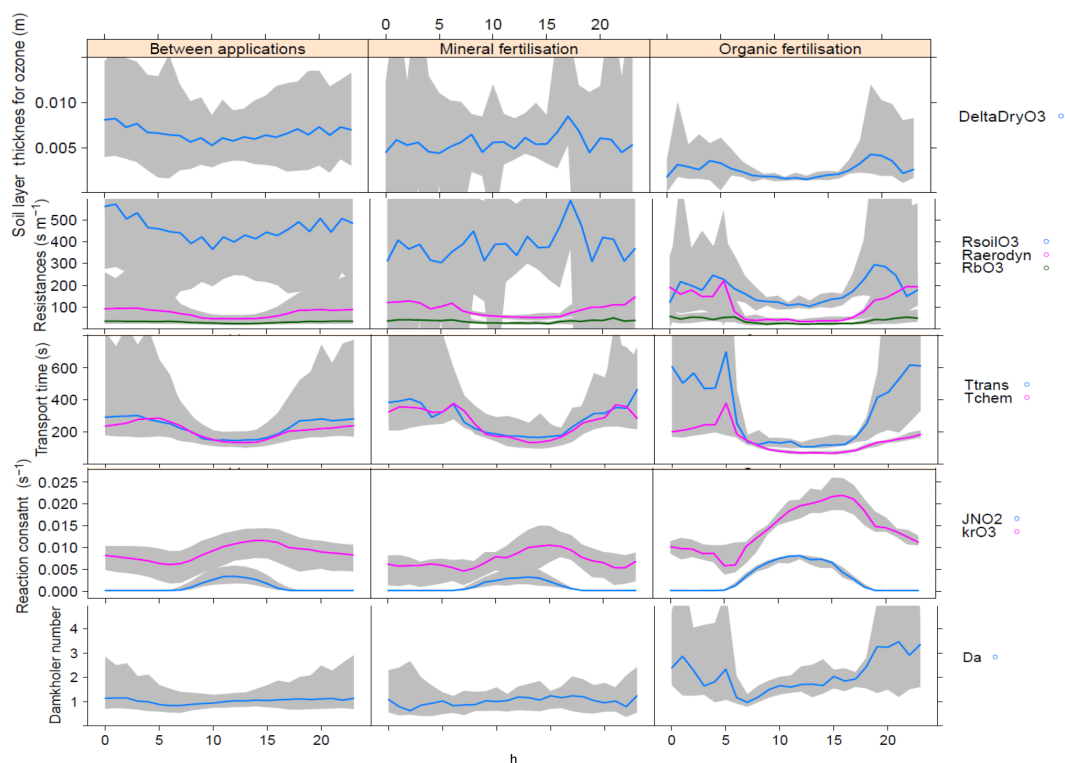 0 5 10 15 20
Between applications Mineral fertilisation Organic fertilisation
Soil layer thicknes for ozone (m)
0.010
0.005
DeltaDryO3
Resistances (s m⁻¹)
500
400
300
200
100
RsoilO3
Raerodyn
RbO3
Transport time (s)
600
400
200
Ttrans
Tchem
Reaction consatnt (s⁻¹)
0.025
0.020
0.015
0.010
0.005
0.000
JNO2
krO3
Damkholer number
4
3
2
1
Da
0 5 10 15 20 0 5 10 15 20
h